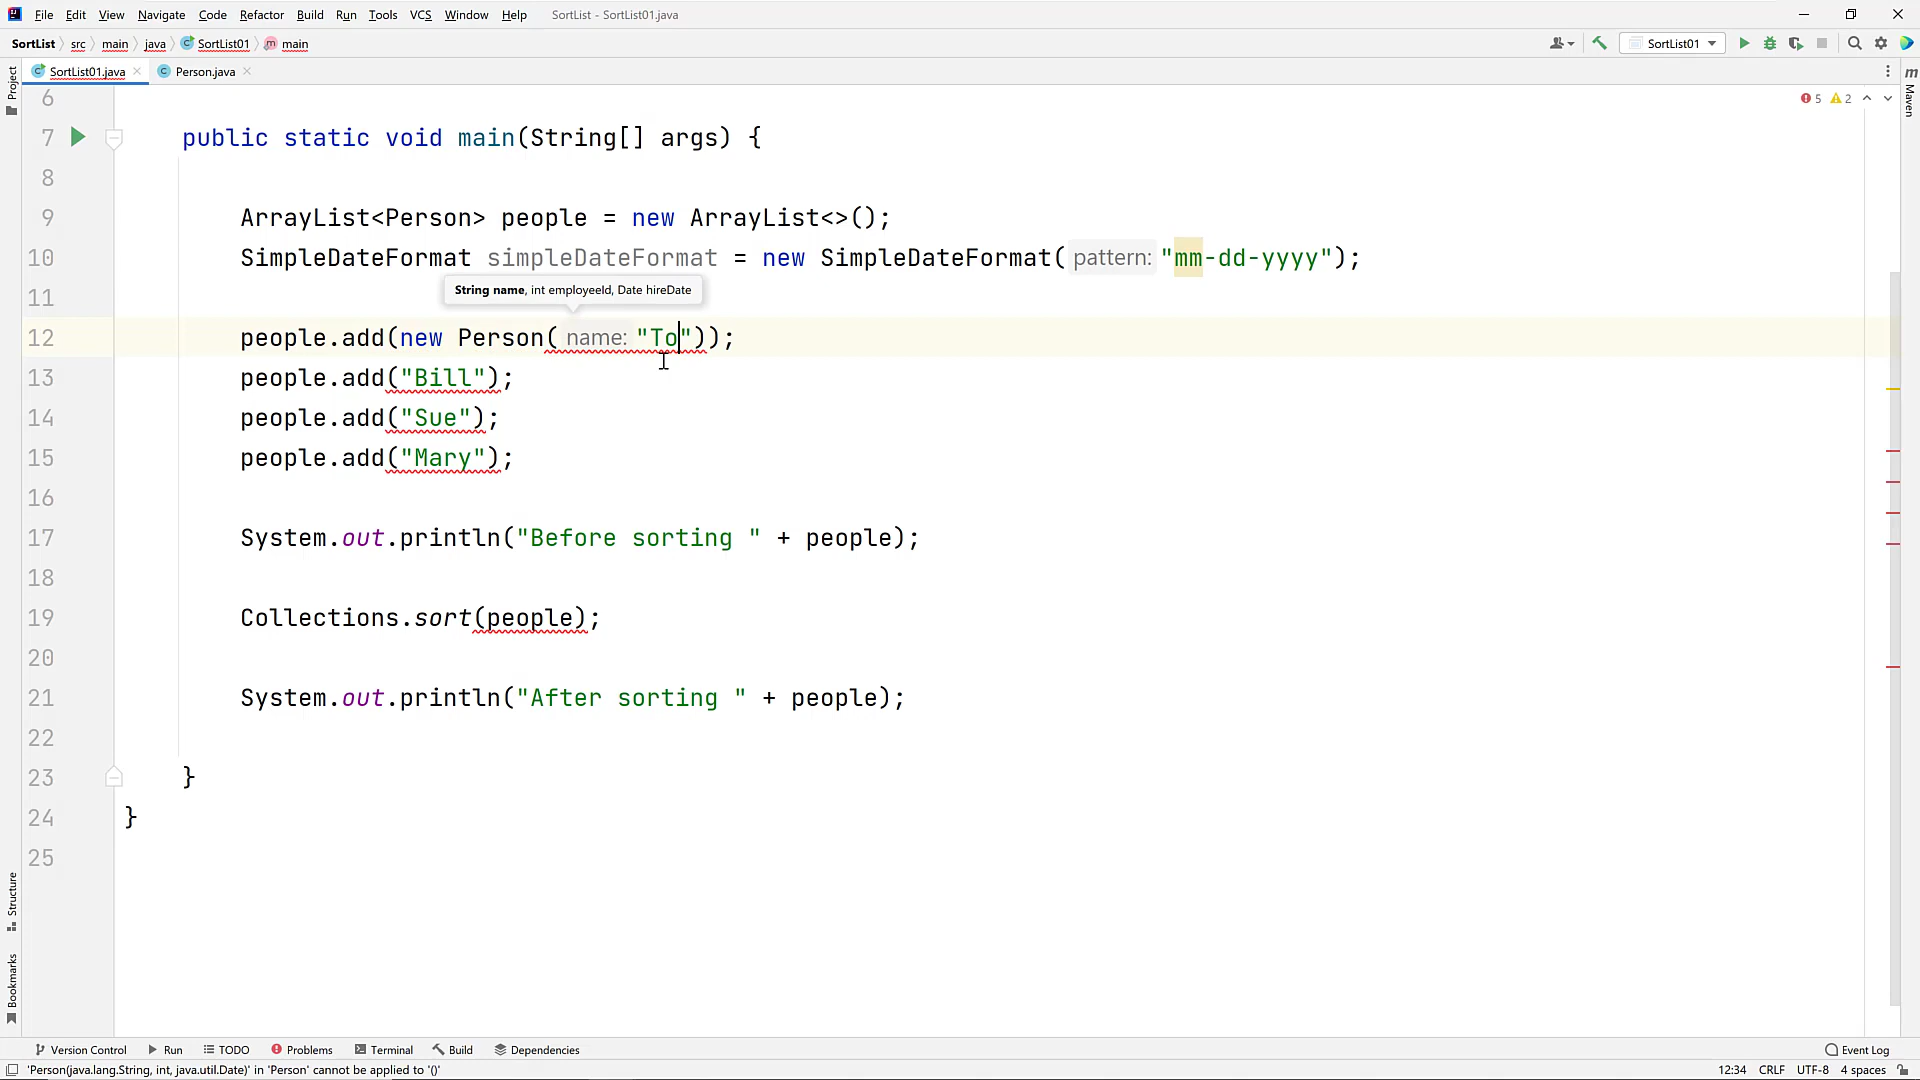 File Edit View Navigate Code Refactor Build Run Tools VCS Window Help SortList - SortList01.java
SortList src main java SortList01 main SortList01
SortList01.java Person.java
Project
Maven
5 2
6
7 public static void main(String[] args) {
8
9 ArrayList<Person> people = new ArrayList<>();
10 SimpleDateFormat simpleDateFormat = new SimpleDateFormat( pattern: "mm-dd-yyyy");
String name, int employeeId, Date hireDate
11
12 people.add(new Person( name: "To"));
13 people.add("Bill");
14 people.add("Sue");
15 people.add("Mary");
16
17 System.out.println("Before sorting " + people);
18
19 Collections.sort(people);
20
21 System.out.println("After sorting " + people);
22
23 }
24 }
25
Structure
Bookmarks
Version Control Run TODO Problems Terminal Build Dependencies Event Log
'Person(java.lang.String, int, java.util.Date)' in 'Person' cannot be applied to '()' 12:34 CRLF UTF-8 4 spaces